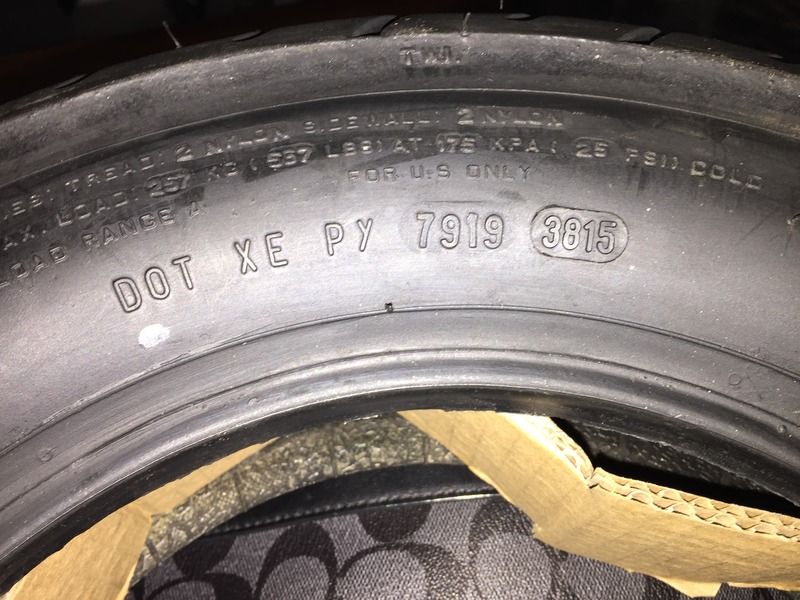 TWI
TREAD: 2 NYLON SIDEWALL: 2 NYLON
MAX. LOAD: 257 KG ( 567 LBS) AT 175 KPA ( 25 PSI) COLD
LOAD RANGE A
FOR U.S ONLY
DOT XE PY 7919 3815